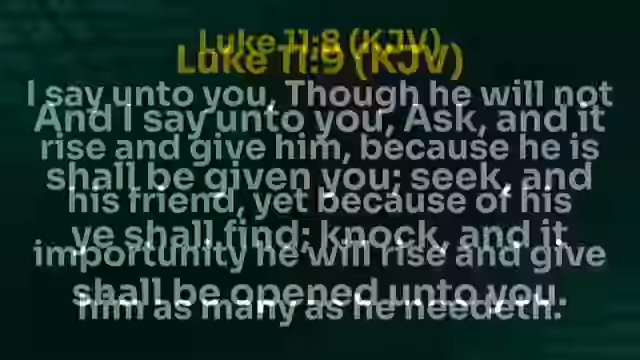 Luke 11:8 (KJV)
I say unto you, Though he will not
rise and give him, because he is
his friend, yet because of his
importunity he will rise and give
him as many as he needeth.
Luke 11:9 (KJV)
And I say unto you, Ask, and it
shall be given you; seek, and
ye shall find; knock, and it
shall be opened unto you.